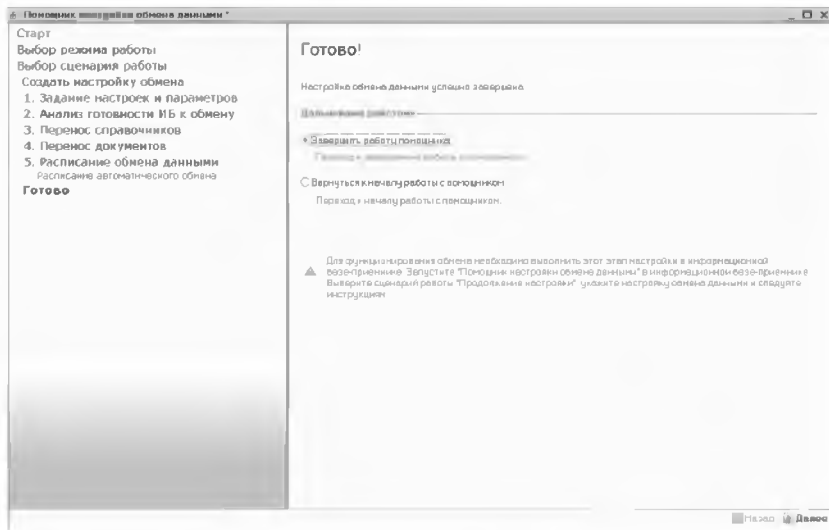 Помощник настройки обмена данными *
Старт
Выбор режима работы
Выбор сценария работы
Создать настройку обмена
1. Задание настроек и параметров
2. Анализ готовности ИБ к обмену
3. Перенос справочников
4. Перенос документов
5. Расписание обмена данными
Расписание автоматического обмена
Готово
Готово!
Настройка обмена данными успешно завершена.
Дальнейшие действия
Завершить работу помощника
Вернуться к началу работы с помощником
Переход к началу работы с помощником.
Для функционирования обмена необходимо выполнить этот этап настройки в информационной
базе-приемнике. Запустите "Помощник настройки обмена данными" в информационной базе-приемнике
Выберите сценарий работы "Продолжение настройки" укажите настройку обмена данными и следуйте
инструкциям
Назад Далее